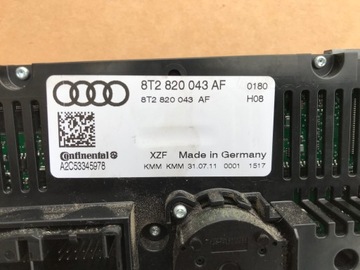 8T2 820 043 AF 0180
8T2 820 043 AF H08
Continental XZF Made in Germany
A2C53345978 KMM KMM 31.07.11 0001 1517